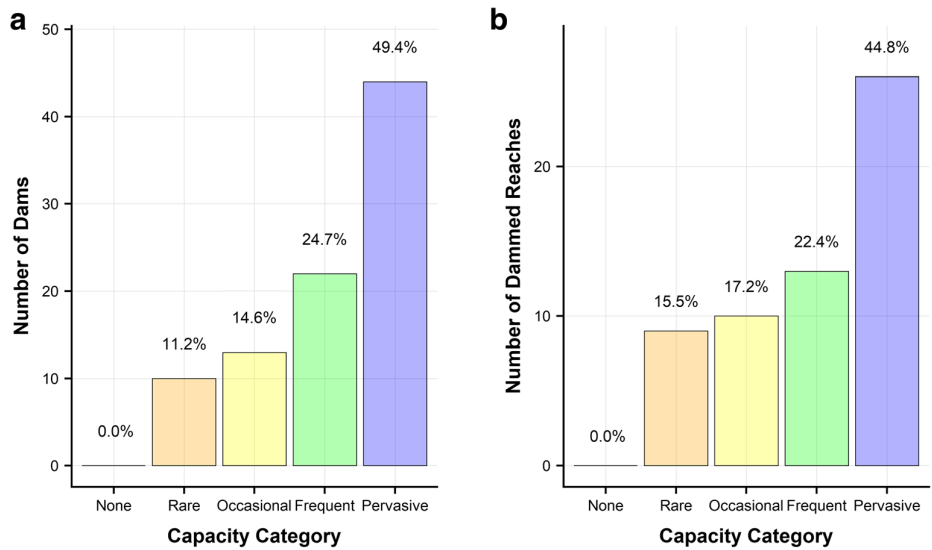 a
50
40
30
20
10
0
Number of Dams
0.0%
11.2%
14.6%
24.7%
49.4%
None Rare Occasional Frequent Pervasive
Capacity Category
b
20
10
0
Number of Dammed Reaches
0.0%
15.5%
17.2%
22.4%
44.8%
None Rare Occasional Frequent Pervasive
Capacity Category